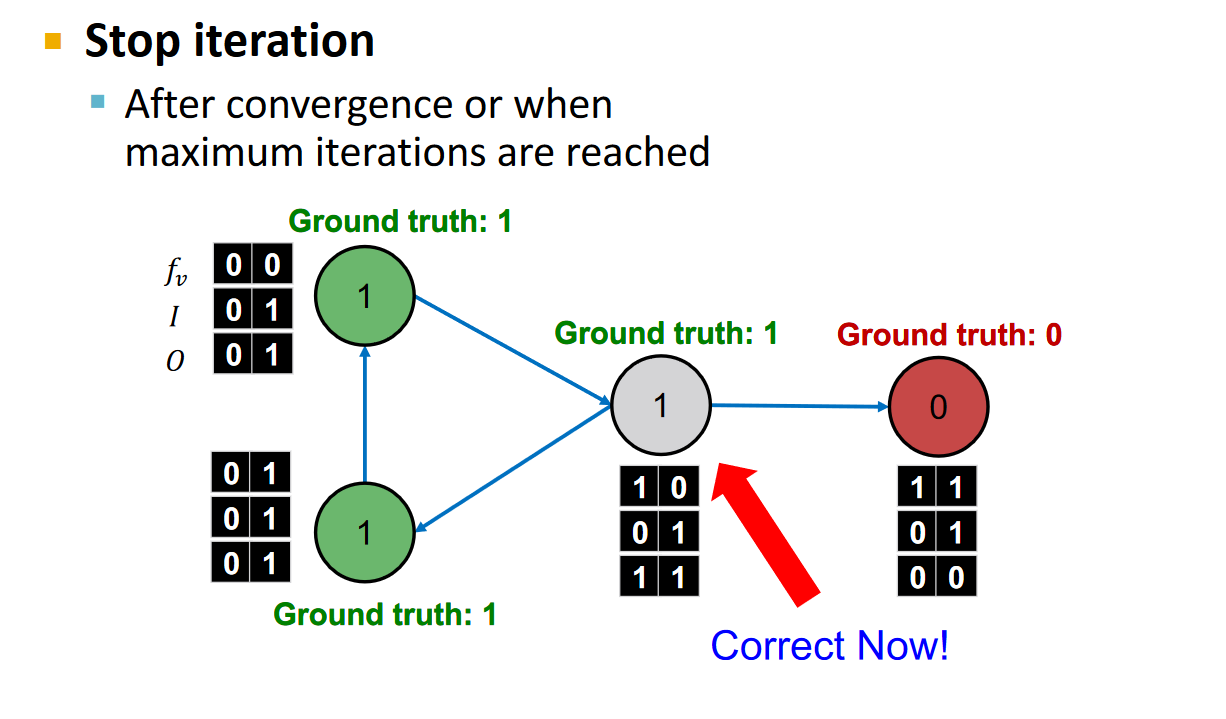 Stop iteration
After convergence or when
maximum iterations are reached
Ground truth: 1
f_v 0 0
I 0 1
O 0 1
1
Ground truth: 1
1
Ground truth: 0
0
0 1
0 1
0 1
1
Ground truth: 1
1 0
0 1
1 1
1 1
0 1
0 0
Correct Now!